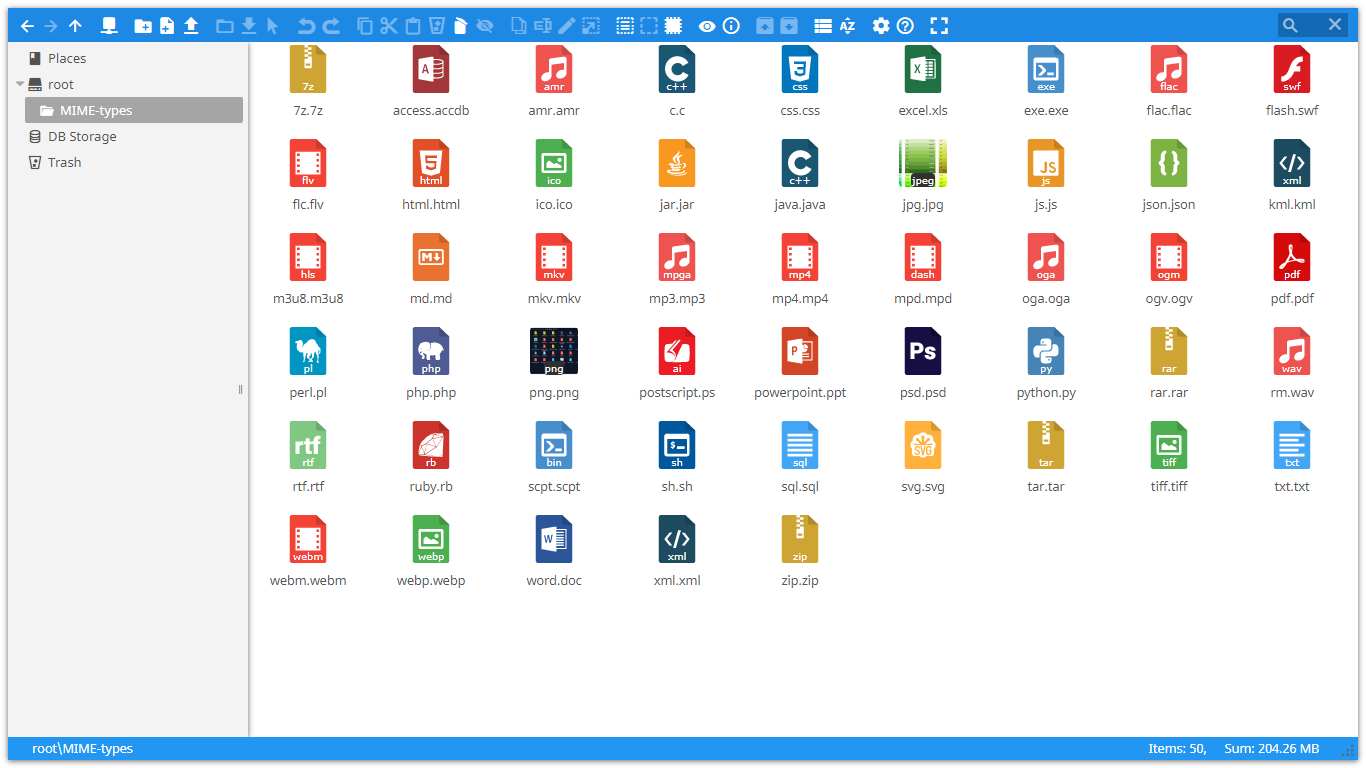 Places
root
MIME-types
DB Storage
Trash
7z A amr C c++ 3 css X exe flac swf
7z.7z access.accdb amr.amr c.c css.css excel.xls exe.exe flac.flac flash.swf
flv 5 html ico C c++ jpeg JS js {} </> xml
flc.flv html.html ico.ico jar.jar java.java jpg.jpg js.js json.json kml.kml
hls M mkv mpga mp4 dash oga ogm pdf
m3u8.m3u8 md.md mkv.mkv mp3.mp3 mp4.mp4 mpd.mpd oga.oga ogv.ogv pdf.pdf
pl php png ai P Ps py rar wav
perl.pl php.php png.png postscript.ps powerpoint.ppt psd.psd python.py rar.rar rm.wav
rtf rtf rb bin $ sh sql SVG tar tiff txt
rtf.rtf ruby.rb scpt.scpt sh.sh sql.sql svg.svg tar.tar tiff.tiff txt.txt
webm webp W </> xml zip
webm.webm webp.webp word.doc xml.xml zip.zip
root\MIME-types Items: 50, Sum: 204.26 MB